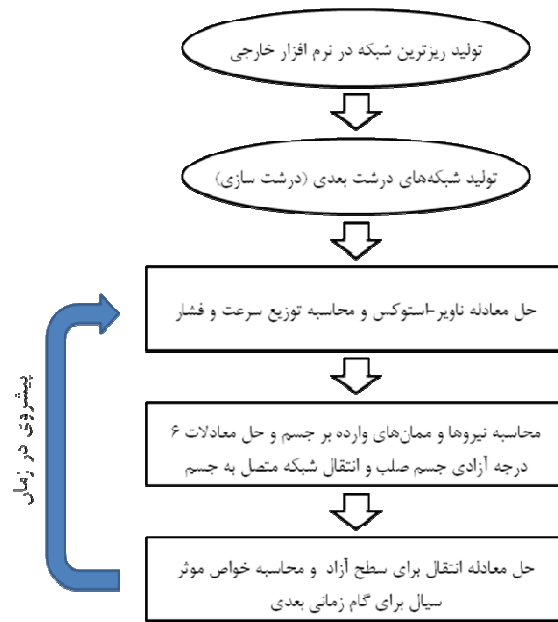 تولید ریزترین شبکه در نرم افزار خارجی
تولید شبکه‌های درشت بعدی (درشت سازی)
حل معادله ناویر-استوکس و محاسبه توزیع سرعت و فشار
محاسبه نیروها و ممان‌های وارده بر جسم و حل معادلات ۶
درجه آزادی جسم صلب و انتقال شبکه متصل به جسم
حل معادله انتقال برای سطح آزاد و محاسبه خواص موثر
سیال برای گام زمانی بعدی
پیشروی در زمان